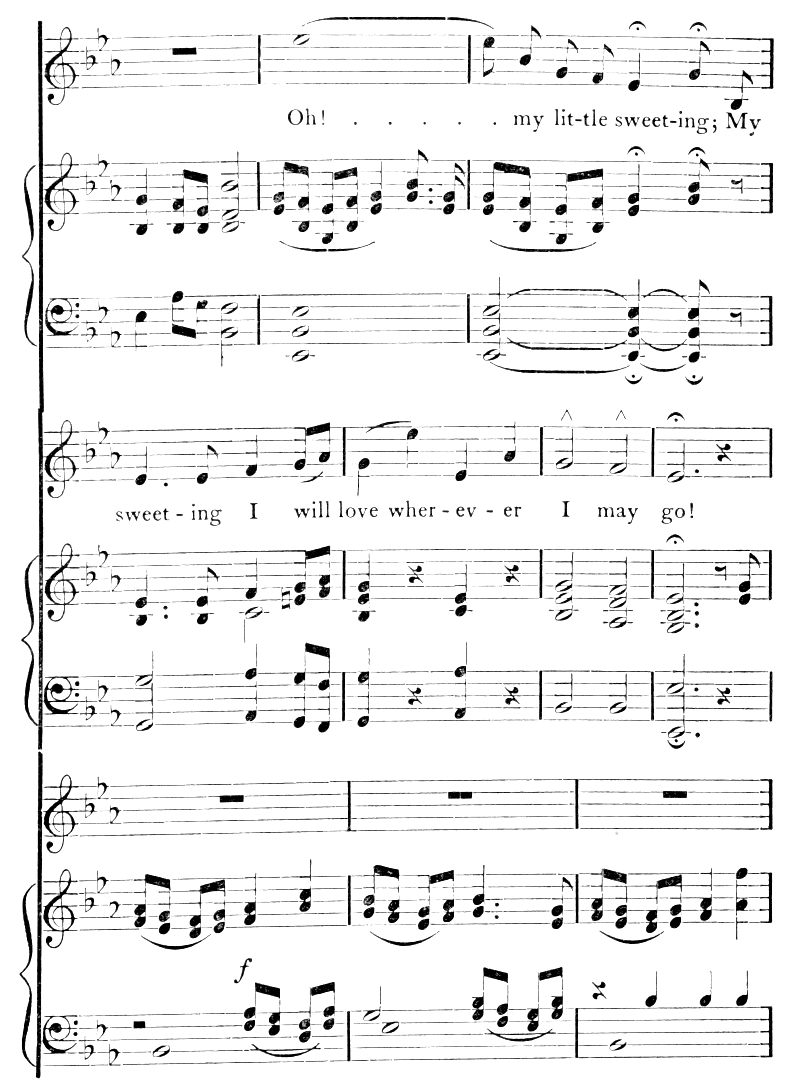 Oh! . . . . . my lit-tle sweet-ing; My
sweet - ing I will love wher - ev - er I may go!
f